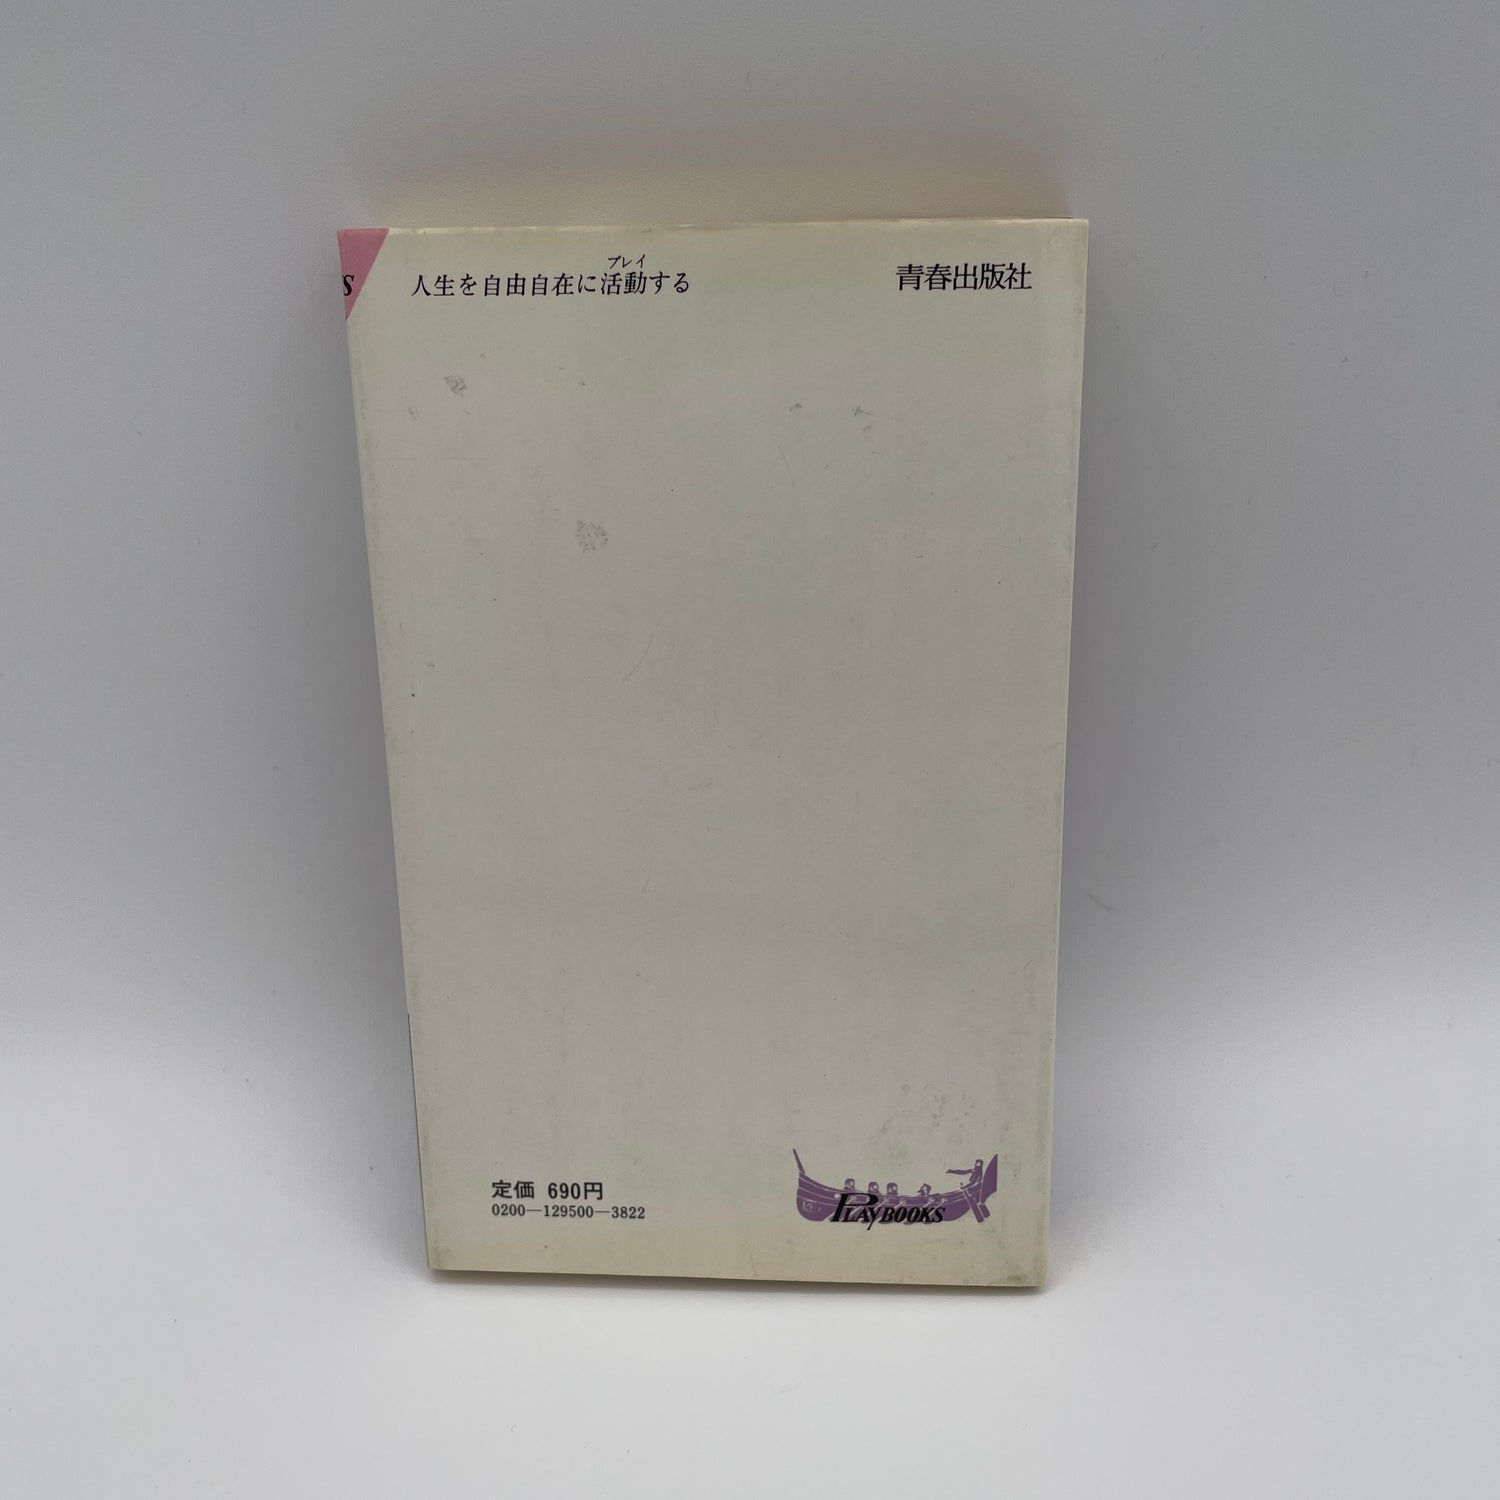 プレイ
人生を自由自在に活動する
青春出版社
定価 690円
0200—129500—3822
PLAYBOOKS